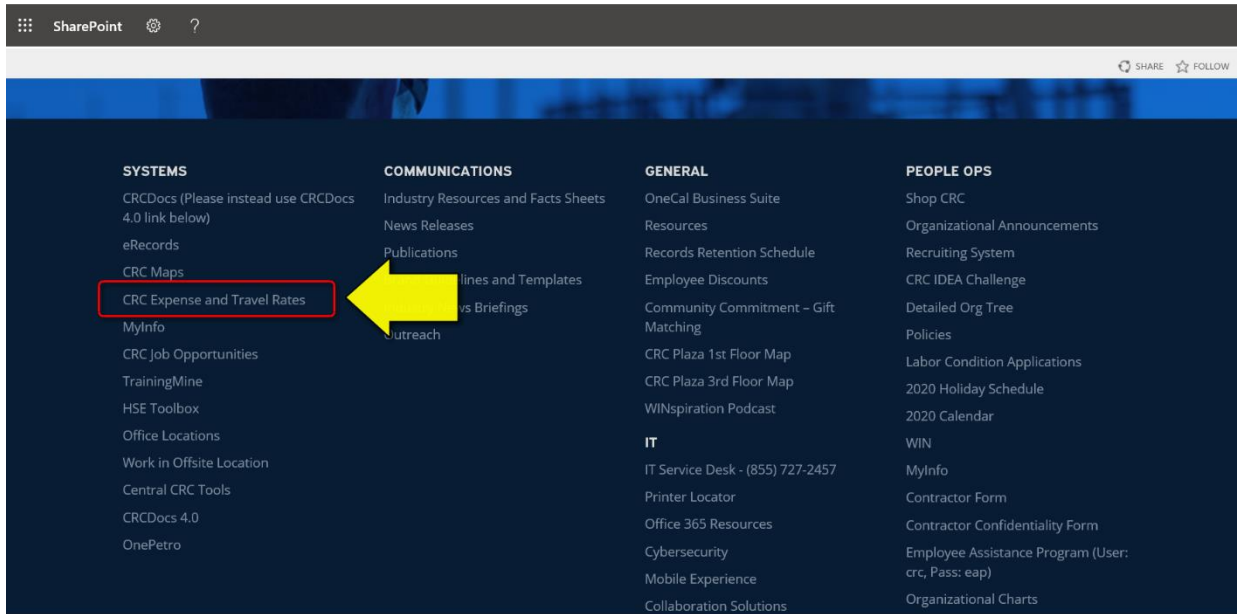 SharePoint ?
SHARE FOLLOW
SYSTEMS
CRCDocs (Please instead use CRCDocs
4.0 link below)
eRecords
CRC Maps
CRC Expense and Travel Rates
MyInfo
CRC Job Opportunities
TrainingMine
HSE Toolbox
Office Locations
Work in Offsite Location
Central CRC Tools
CRCDocs 4.0
OnePetro
COMMUNICATIONS
Industry Resources and Facts Sheets
News Releases
Publications
and Templates
Briefings
Outreach
GENERAL
OneCal Business Suite
Resources
Records Retention Schedule
Employee Discounts
Community Commitment – Gift
Matching
CRC Plaza 1st Floor Map
CRC Plaza 3rd Floor Map
WINspiration Podcast
IT
IT Service Desk - (855) 727-2457
Printer Locator
Office 365 Resources
Cybersecurity
Mobile Experience
Collaboration Solutions
PEOPLE OPS
Shop CRC
Organizational Announcements
Recruiting System
CRC IDEA Challenge
Detailed Org Tree
Policies
Labor Condition Applications
2020 Holiday Schedule
2020 Calendar
WIN
MyInfo
Contractor Form
Contractor Confidentiality Form
Employee Assistance Program (User:
crc, Pass: eap)
Organizational Charts